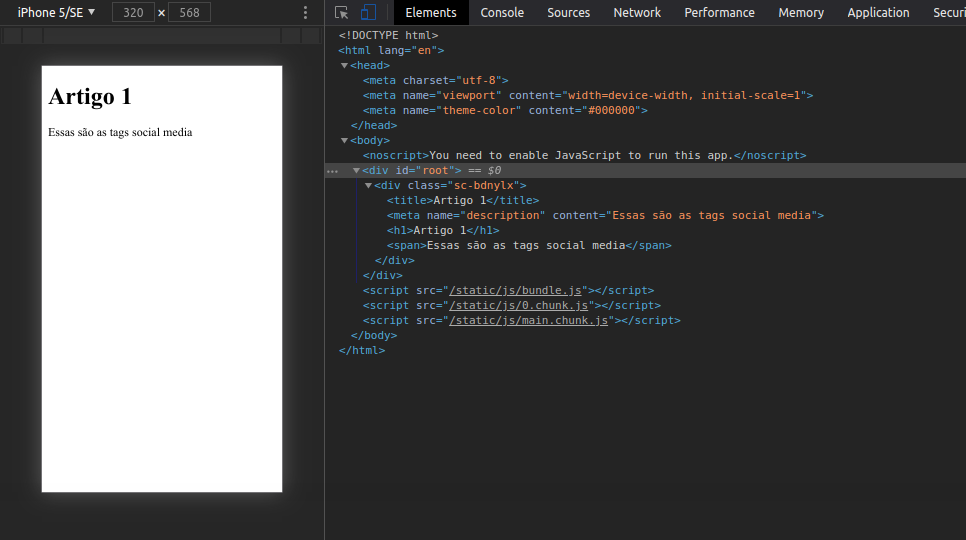 iPhone 5/SE ▼ 320 × 568
Elements Console Sources Network Performance Memory Application Securi
Artigo 1
Essas são as tags social media
<!DOCTYPE html>
<html lang="en">
▼<head>
<meta charset="utf-8">
<meta name="viewport" content="width=device-width, initial-scale=1">
<meta name="theme-color" content="#000000">
</head>
▼<body>
<noscript>You need to enable JavaScript to run this app.</noscript>
… ▼<div id="root"> == $0
▼<div class="sc-bdnylx">
<title>Artigo 1</title>
<meta name="description" content="Essas são as tags social media">
<h1>Artigo 1</h1>
<span>Essas são as tags social media</span>
</div>
</div>
<script src="/static/js/bundle.js"></script>
<script src="/static/js/0.chunk.js"></script>
<script src="/static/js/main.chunk.js"></script>
</body>
</html>